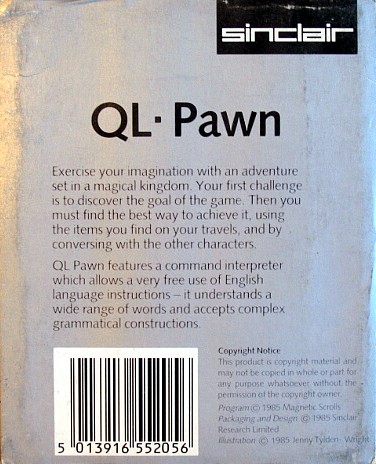 sinclair
QL· Pawn
Exercise your imagination with an adventure
set in a magical kingdom. Your first challenge
is to discover the goal of the game. Then you
must find the best way to achieve it, using
the items you find on your travels, and by
conversing with the other characters.
QL Pawn features a command interpreter
which allows a very free use of English
language instructions – it understands a
wide range of words and accepts complex
grammatical constructions.
Copyright Notice
This product is copyright material and
may not be copied in whole or part for
any purpose whatsoever without the
permission of the copyright owner.
Program © 1985 Magnetic Scrolls
Packaging and Design © 1985 Sinclair
Research Limited
Illustration © 1985 Jenny Tylden-Wright
5 013916 552056